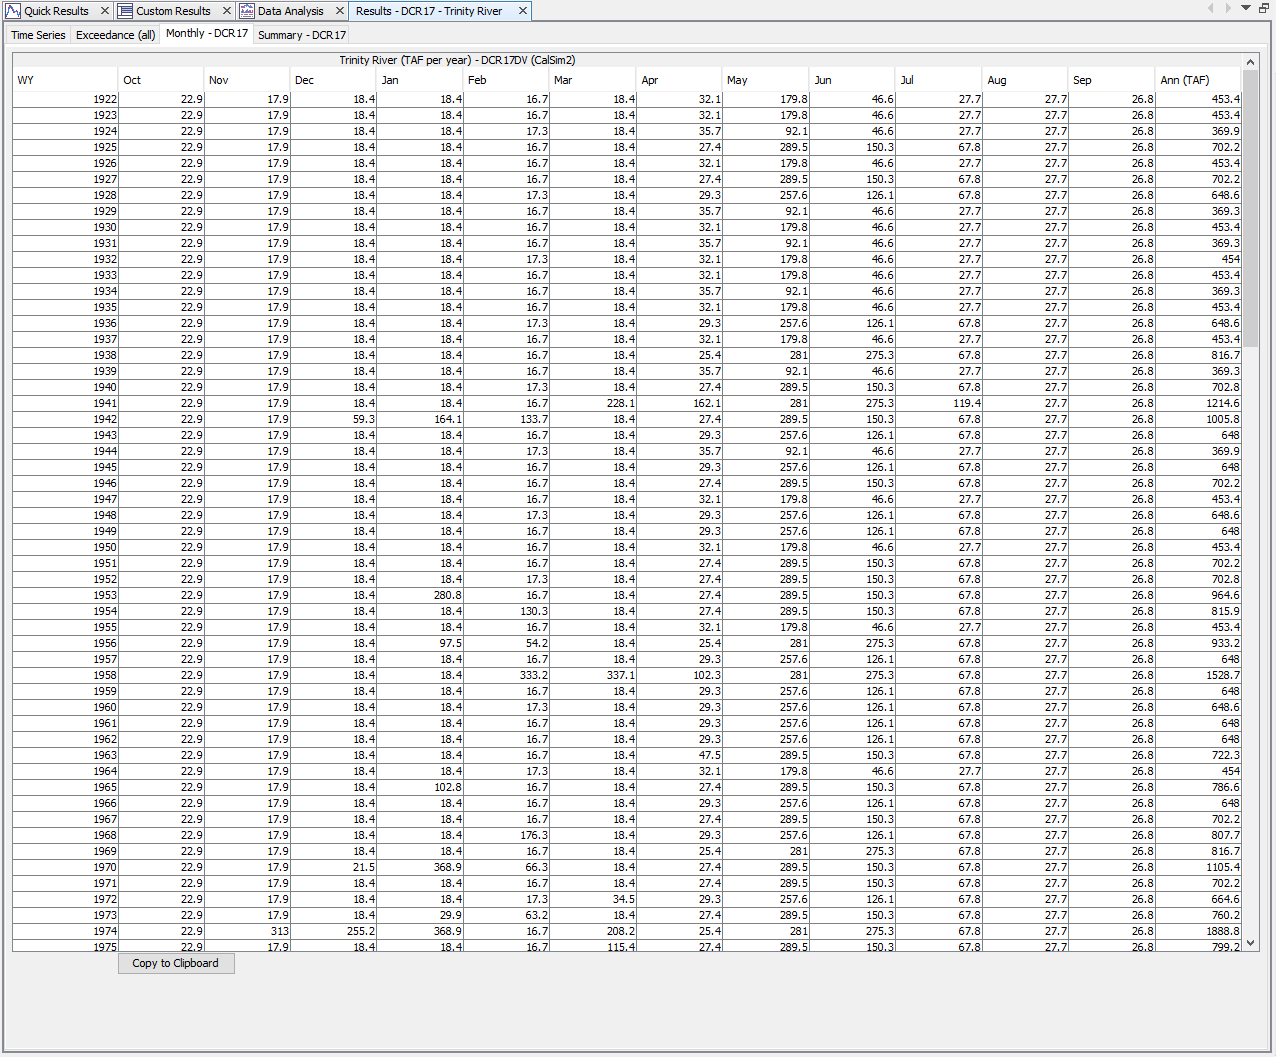 Quick Results Custom Results Data Analysis Results - DCR17 - Trinity River
Time Series Exceedance (all) Monthly - DCR17 Summary - DCR17
Trinity River (TAF per year) - DCR17DV (CalSim2)
WY Oct Nov Dec Jan Feb Mar Apr May Jun Jul Aug Sep Ann (TAF)
1922 22.9 17.9 18.4 18.4 16.7 18.4 32.1 179.8 46.6 27.7 27.7 26.8 453.4
1923 22.9 17.9 18.4 18.4 16.7 18.4 32.1 179.8 46.6 27.7 27.7 26.8 453.4
1924 22.9 17.9 18.4 18.4 17.3 18.4 35.7 92.1 46.6 27.7 27.7 26.8 369.9
1925 22.9 17.9 18.4 18.4 16.7 18.4 27.4 289.5 150.3 67.8 27.7 26.8 702.2
1926 22.9 17.9 18.4 18.4 16.7 18.4 32.1 179.8 46.6 27.7 27.7 26.8 453.4
1927 22.9 17.9 18.4 18.4 16.7 18.4 27.4 289.5 150.3 67.8 27.7 26.8 702.2
1928 22.9 17.9 18.4 18.4 17.3 18.4 29.3 257.6 126.1 67.8 27.7 26.8 648.6
1929 22.9 17.9 18.4 18.4 16.7 18.4 35.7 92.1 46.6 27.7 27.7 26.8 369.3
1930 22.9 17.9 18.4 18.4 16.7 18.4 32.1 179.8 46.6 27.7 27.7 26.8 453.4
1931 22.9 17.9 18.4 18.4 16.7 18.4 35.7 92.1 46.6 27.7 27.7 26.8 369.3
1932 22.9 17.9 18.4 18.4 17.3 18.4 32.1 179.8 46.6 27.7 27.7 26.8 454
1933 22.9 17.9 18.4 18.4 16.7 18.4 32.1 179.8 46.6 27.7 27.7 26.8 453.4
1934 22.9 17.9 18.4 18.4 16.7 18.4 35.7 92.1 46.6 27.7 27.7 26.8 369.3
1935 22.9 17.9 18.4 18.4 16.7 18.4 32.1 179.8 46.6 27.7 27.7 26.8 453.4
1936 22.9 17.9 18.4 18.4 17.3 18.4 29.3 257.6 126.1 67.8 27.7 26.8 648.6
1937 22.9 17.9 18.4 18.4 16.7 18.4 32.1 179.8 46.6 27.7 27.7 26.8 453.4
1938 22.9 17.9 18.4 18.4 16.7 18.4 25.4 281 275.3 67.8 27.7 26.8 816.7
1939 22.9 17.9 18.4 18.4 16.7 18.4 35.7 92.1 46.6 27.7 27.7 26.8 369.3
1940 22.9 17.9 18.4 18.4 17.3 18.4 27.4 289.5 150.3 67.8 27.7 26.8 702.8
1941 22.9 17.9 18.4 18.4 16.7 228.1 162.1 281 275.3 119.4 27.7 26.8 1214.6
1942 22.9 17.9 59.3 164.1 133.7 18.4 27.4 289.5 150.3 67.8 27.7 26.8 1005.8
1943 22.9 17.9 18.4 18.4 16.7 18.4 29.3 257.6 126.1 67.8 27.7 26.8 648
1944 22.9 17.9 18.4 18.4 17.3 18.4 35.7 92.1 46.6 27.7 27.7 26.8 369.9
1945 22.9 17.9 18.4 18.4 16.7 18.4 29.3 257.6 126.1 67.8 27.7 26.8 648
1946 22.9 17.9 18.4 18.4 16.7 18.4 27.4 289.5 150.3 67.8 27.7 26.8 702.2
1947 22.9 17.9 18.4 18.4 16.7 18.4 32.1 179.8 46.6 27.7 27.7 26.8 453.4
1948 22.9 17.9 18.4 18.4 17.3 18.4 29.3 257.6 126.1 67.8 27.7 26.8 648.6
1949 22.9 17.9 18.4 18.4 16.7 18.4 29.3 257.6 126.1 67.8 27.7 26.8 648
1950 22.9 17.9 18.4 18.4 16.7 18.4 32.1 179.8 46.6 27.7 27.7 26.8 453.4
1951 22.9 17.9 18.4 18.4 16.7 18.4 27.4 289.5 150.3 67.8 27.7 26.8 702.2
1952 22.9 17.9 18.4 18.4 17.3 18.4 27.4 289.5 150.3 67.8 27.7 26.8 702.8
1953 22.9 17.9 18.4 280.8 16.7 18.4 27.4 289.5 150.3 67.8 27.7 26.8 964.6
1954 22.9 17.9 18.4 18.4 130.3 18.4 27.4 289.5 150.3 67.8 27.7 26.8 815.9
1955 22.9 17.9 18.4 18.4 16.7 18.4 32.1 179.8 46.6 27.7 27.7 26.8 453.4
1956 22.9 17.9 18.4 97.5 54.2 18.4 25.4 281 275.3 67.8 27.7 26.8 933.2
1957 22.9 17.9 18.4 18.4 16.7 18.4 29.3 257.6 126.1 67.8 27.7 26.8 648
1958 22.9 17.9 18.4 18.4 333.2 337.1 102.3 281 275.3 67.8 27.7 26.8 1528.7
1959 22.9 17.9 18.4 18.4 16.7 18.4 29.3 257.6 126.1 67.8 27.7 26.8 648
1960 22.9 17.9 18.4 18.4 17.3 18.4 29.3 257.6 126.1 67.8 27.7 26.8 648.6
1961 22.9 17.9 18.4 18.4 16.7 18.4 29.3 257.6 126.1 67.8 27.7 26.8 648
1962 22.9 17.9 18.4 18.4 16.7 18.4 29.3 257.6 126.1 67.8 27.7 26.8 648
1963 22.9 17.9 18.4 18.4 16.7 18.4 47.5 289.5 150.3 67.8 27.7 26.8 722.3
1964 22.9 17.9 18.4 18.4 17.3 18.4 32.1 179.8 46.6 27.7 27.7 26.8 454
1965 22.9 17.9 18.4 102.8 16.7 18.4 27.4 289.5 150.3 67.8 27.7 26.8 786.6
1966 22.9 17.9 18.4 18.4 16.7 18.4 29.3 257.6 126.1 67.8 27.7 26.8 648
1967 22.9 17.9 18.4 18.4 16.7 18.4 27.4 289.5 150.3 67.8 27.7 26.8 702.2
1968 22.9 17.9 18.4 18.4 176.3 18.4 29.3 257.6 126.1 67.8 27.7 26.8 807.7
1969 22.9 17.9 18.4 18.4 16.7 18.4 25.4 281 275.3 67.8 27.7 26.8 816.7
1970 22.9 17.9 21.5 368.9 66.3 18.4 27.4 289.5 150.3 67.8 27.7 26.8 1105.4
1971 22.9 17.9 18.4 18.4 16.7 18.4 27.4 289.5 150.3 67.8 27.7 26.8 702.2
1972 22.9 17.9 18.4 18.4 17.3 34.5 29.3 257.6 126.1 67.8 27.7 26.8 664.6
1973 22.9 17.9 18.4 29.9 63.2 18.4 27.4 289.5 150.3 67.8 27.7 26.8 760.2
1974 22.9 313 255.2 368.9 16.7 208.2 25.4 281 275.3 67.8 27.7 26.8 1888.8
1975 22.9 17.9 18.4 18.4 16.7 115.4 27.4 289.5 150.3 67.8 27.7 26.8 799.2
Copy to Clipboard